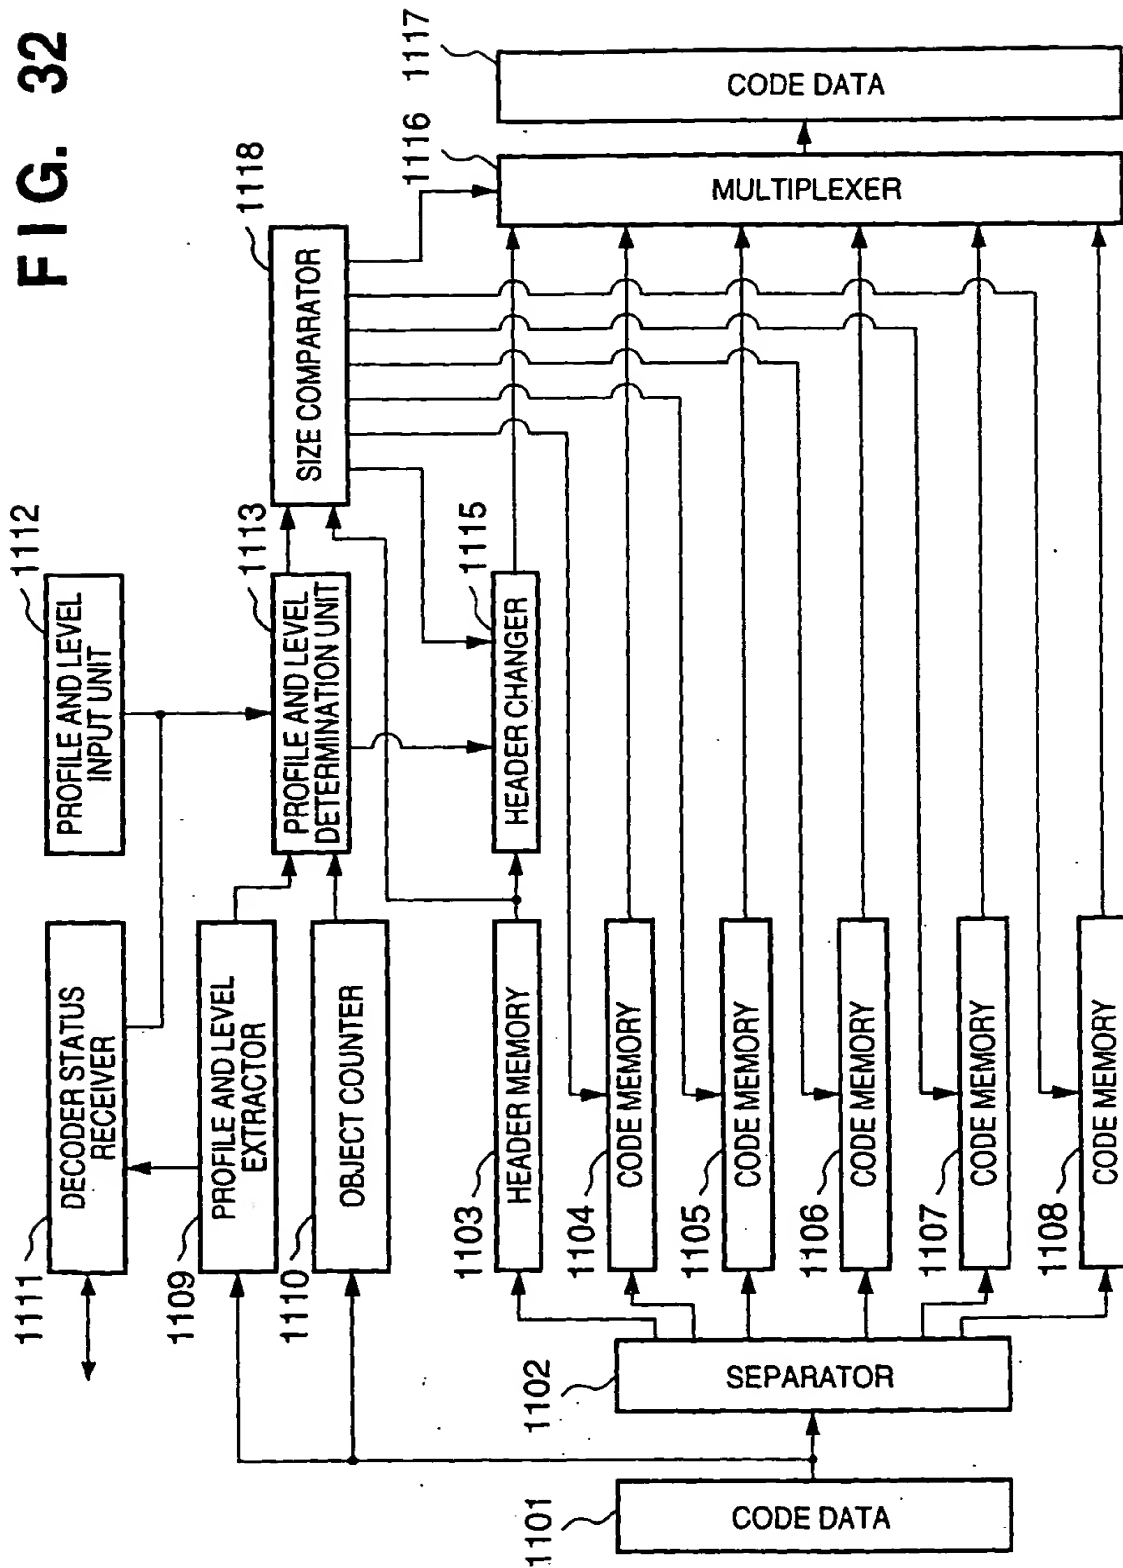 FIG. 32
1111
DECODER STATUS
RECEIVER
1112
PROFILE AND LEVEL
INPUT UNIT
1109
PROFILE AND LEVEL
EXTRACTOR
1110
OBJECT COUNTER
1113
PROFILE AND LEVEL
DETERMINATION UNIT
1118
SIZE COMPARATOR
1103
HEADER MEMORY
1115
HEADER CHANGER
1104
CODE MEMORY
1105
CODE MEMORY
1106
CODE MEMORY
1107
CODE MEMORY
1108
CODE MEMORY
1101
CODE DATA
1102
SEPARATOR
1116
MULTIPLEXER
1117
CODE DATA